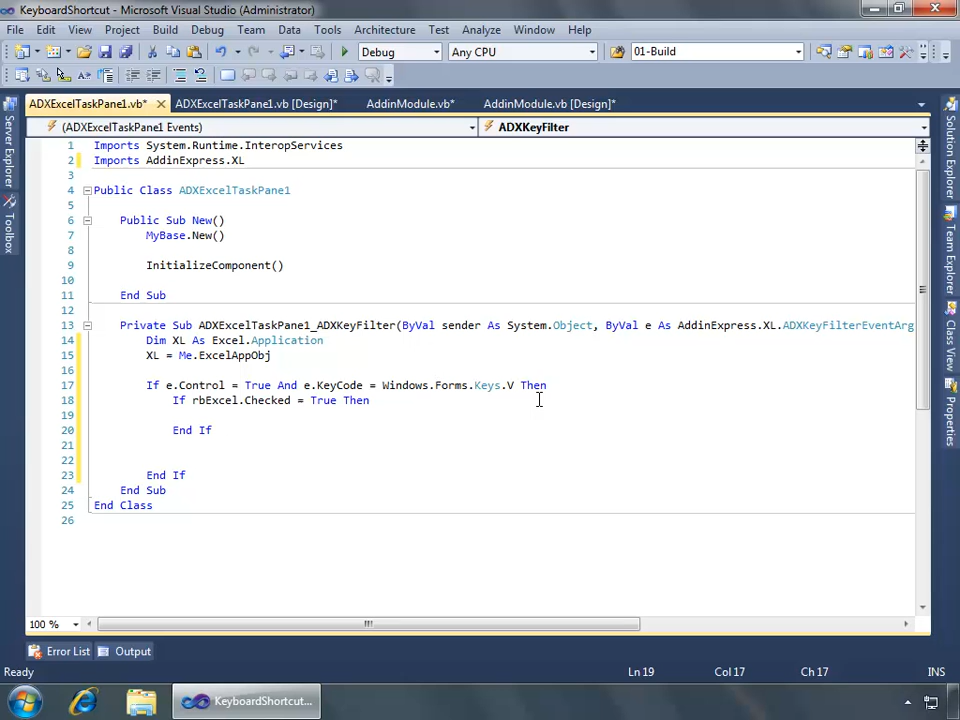 KeyboardShortcut - Microsoft Visual Studio (Administrator)
File Edit View Project Build Debug Team Data Tools Architecture Test Analyze Window Help
Debug Any CPU 01-Build
ADXExcelTaskPane1.vb* ADXExcelTaskPane1.vb [Design]* AddinModule.vb* AddinModule.vb [Design]*
(ADXExcelTaskPane1 Events) ADXKeyFilter
Server Explorer
Toolbox
1 Imports System.Runtime.InteropServices
2 Imports AddinExpress.XL
3
4 Public Class ADXExcelTaskPane1
5
6 Public Sub New()
7 MyBase.New()
8
9 InitializeComponent()
10
11 End Sub
12
13 Private Sub ADXExcelTaskPane1_ADXKeyFilter(ByVal sender As System.Object, ByVal e As AddinExpress.XL.ADXKeyFilterEventArg
14 Dim XL As Excel.Application
15 XL = Me.ExcelAppObj
16
17 If e.Control = True And e.KeyCode = Windows.Forms.Keys.V Then
18 If rbExcel.Checked = True Then
19
20 End If
21
22
23 End If
24 End Sub
25 End Class
26
Solution Explorer
Team Explorer
Class View
Properties
100 %
Error List Output
Ready Ln 19 Col 17 Ch 17 INS
KeyboardShortcut...